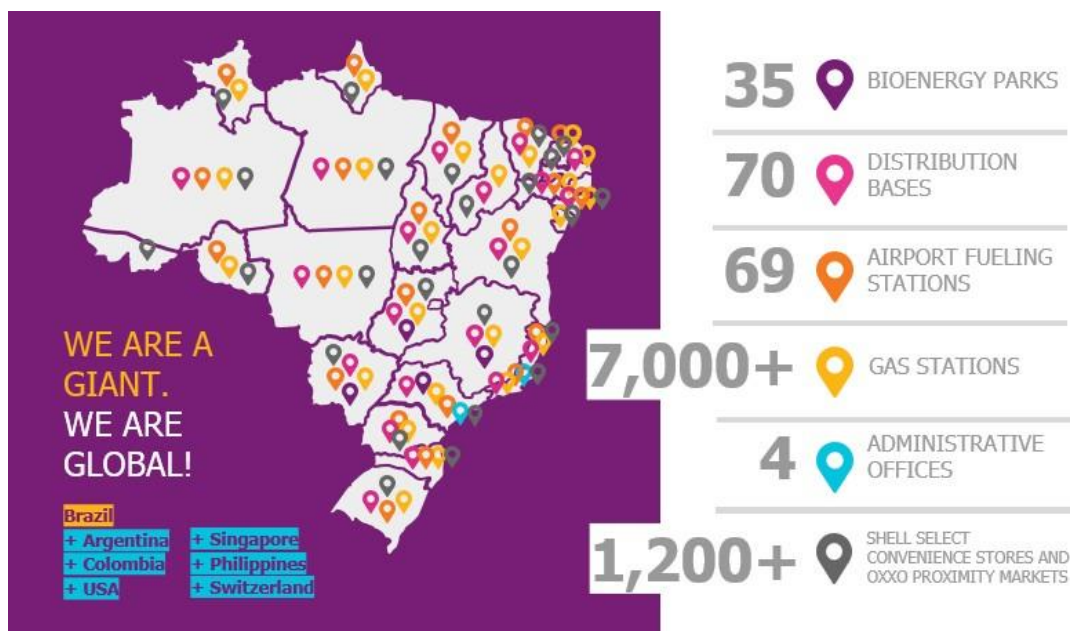 WE ARE A
GIANT.
WE ARE
GLOBAL!
Brazil
+ Argentina
+ Colombia
+ USA
+ Singapore
+ Philippines
+ Switzerland
35
BIOENERGY PARKS
70
DISTRIBUTION
BASES
69
AIRPORT FUELING
STATIONS
7,000+
GAS STATIONS
4
ADMINISTRATIVE
OFFICES
1,200+
SHELL SELECT
CONVENIENCE STORES AND
OXXO PROXIMITY MARKETS